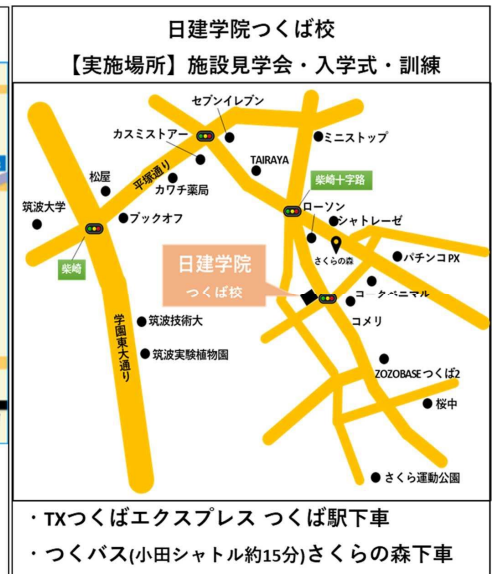 日建学院つくば校
【実施場所】施設見学会・入学式・訓練
セブンイレブン
カスミストアー
ミニストップ
平塚通り
TAIRAYA
松屋
カワチ薬局
柴崎十字路
筑波大学
ブックオフ
ローソン
シャトレーゼ
柴崎
日建学院
つくば校
さくらの森
パチンコPX
コメリ
学園東大通り
筑波技術大
筑波実験植物園
ZOZOBASEつくば2
桜中
さくら運動公園
・TXつくばエクスプレス つくば駅下車
・つくバス(小田シャトル約15分)さくらの森下車